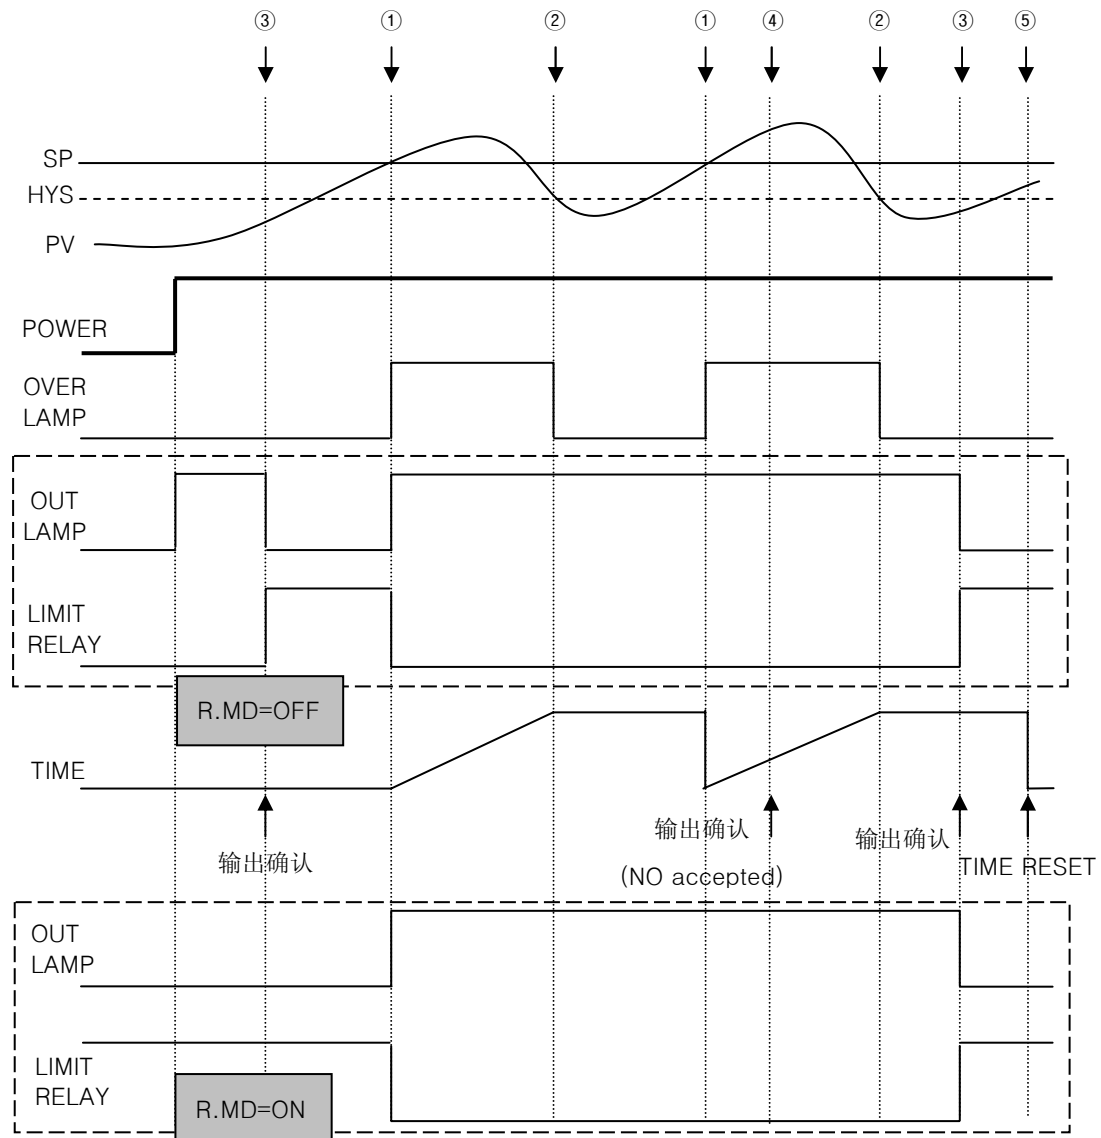 ③ ① ② ① ④ ② ③ ⑤
SP
HYS
PV
POWER
OVER
LAMP
OUT
LAMP
LIMIT
RELAY
R.MD=OFF
TIME
输出确认
输出确认
(NO accepted)
输出确认
TIME RESET
OUT
LAMP
LIMIT
RELAY
R.MD=ON